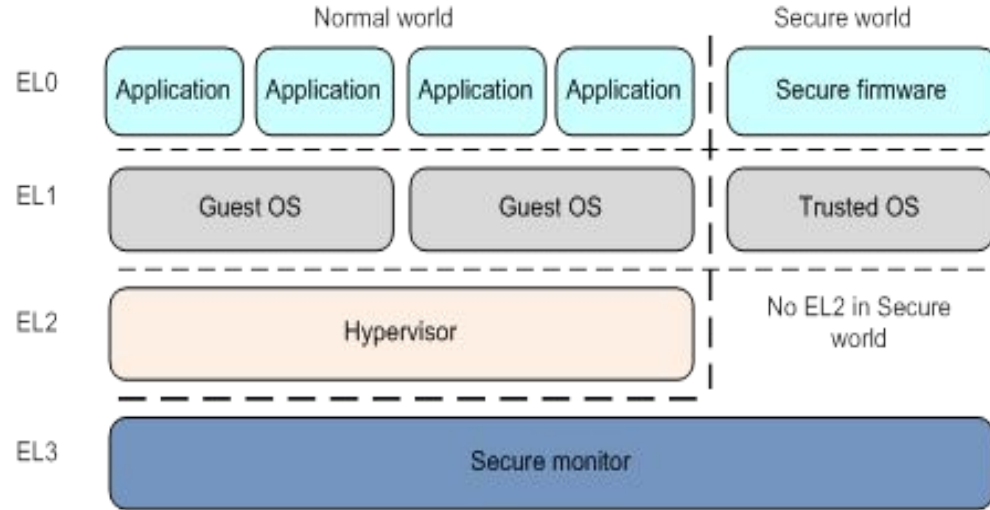 Normal world
Secure world
EL0
Application
Application
Application
Application
Secure firmware
EL1
Guest OS
Guest OS
Trusted OS
EL2
Hypervisor
No EL2 in Secure
world
EL3
Secure monitor